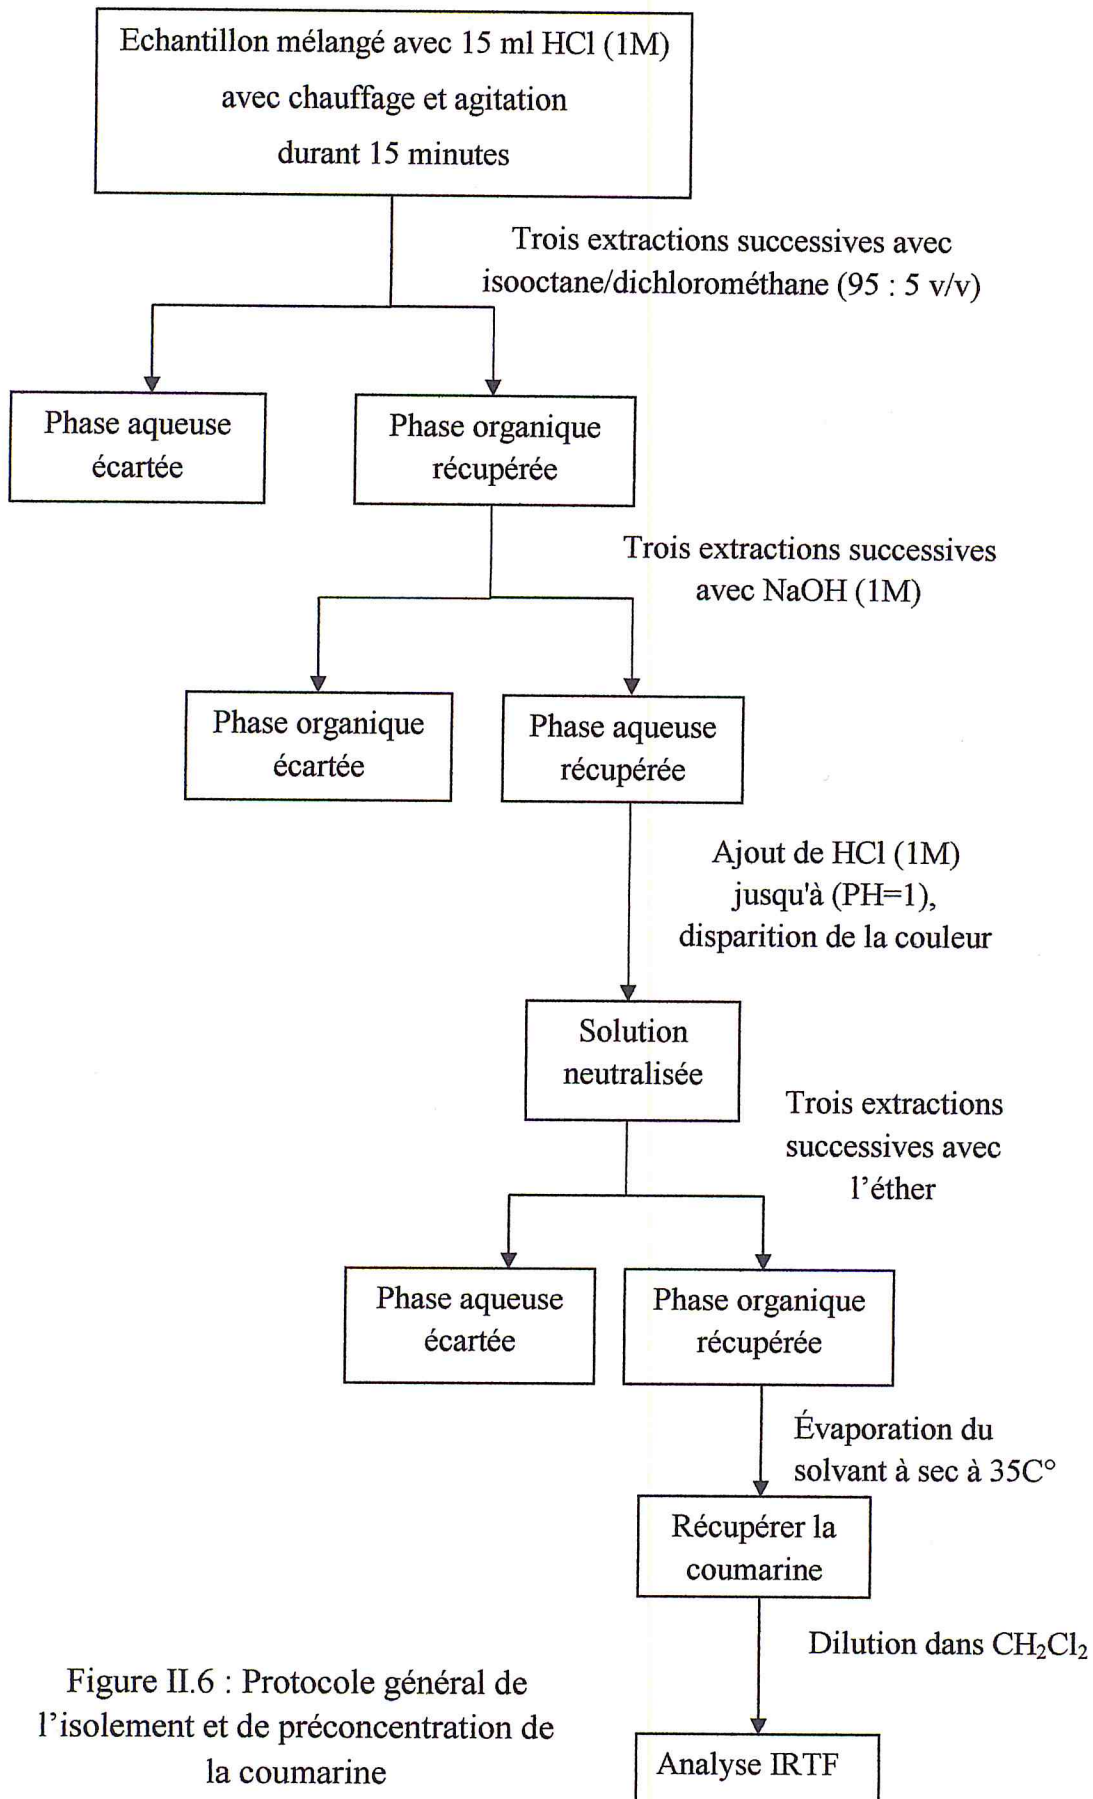 Echantillon mélangé avec 15 ml HCl (1M)
avec chauffage et agitation
durant 15 minutes
Trois extractions successives avec
isooctane/dichlorométhane (95 : 5 v/v)
Phase aqueuse
écartée
Phase organique
récupérée
Trois extractions successives
avec NaOH (1M)
Phase organique
écartée
Phase aqueuse
récupérée
Ajout de HCl (1M)
jusqu'à (PH=1),
disparition de la couleur
Solution
neutralisée
Trois extractions
successives avec
l’éther
Phase aqueuse
écartée
Phase organique
récupérée
Évaporation du
solvant à sec à 35C°
Récupérer la
coumarine
Dilution dans CH₂Cl₂
Analyse IRTF
Figure II.6 : Protocole général de
l’isolement et de préconcentration de
la coumarine